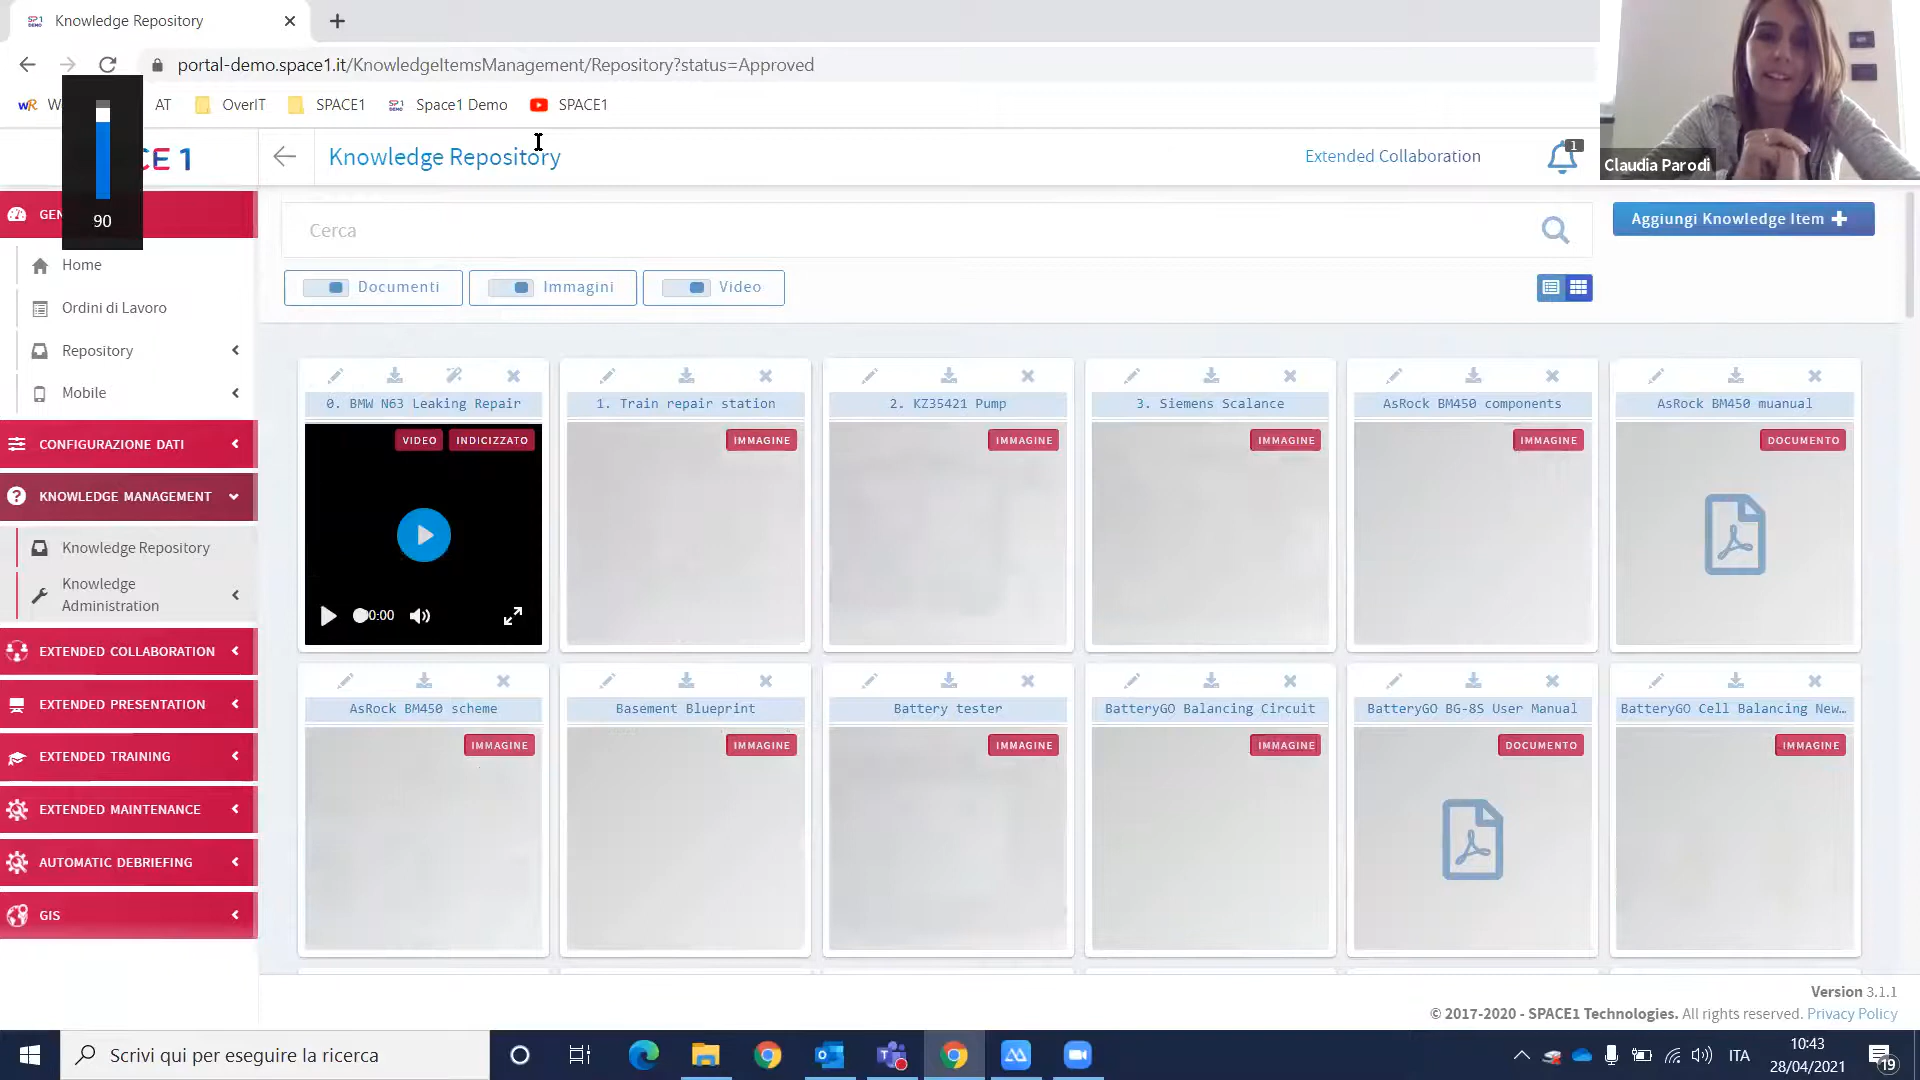 Knowledge Repository
portal-demo.space1.it/KnowledgeItemsManagement/Repository?status=Approved
AT
OverIT
SPACE1
Space1 Demo
SPACE1
Knowledge Repository
Extended Collaboration
1
Claudia Parodi
90
Cerca
Aggiungi Knowledge Item
Documenti
Immagini
Video
Home
Ordini di Lavoro
Repository
Mobile
CONFIGURAZIONE DATI
KNOWLEDGE MANAGEMENT
Knowledge Repository
Knowledge
Administration
EXTENDED COLLABORATION
EXTENDED PRESENTATION
EXTENDED TRAINING
EXTENDED MAINTENANCE
AUTOMATIC DEBRIEFING
GIS
0. BMW N63 Leaking Repair
VIDEO
INDICIZZATO
0:00
1. Train repair station
IMMAGINE
2. KZ35421 Pump
IMMAGINE
3. Siemens Scalance
IMMAGINE
AsRock BM450 components
IMMAGINE
AsRock BM450 muanual
DOCUMENTO
AsRock BM450 scheme
IMMAGINE
Basement Blueprint
IMMAGINE
Battery tester
IMMAGINE
BatteryGO Balancing Circuit
IMMAGINE
BatteryGO BG-8S User Manual
DOCUMENTO
BatteryGO Cell Balancing New…
IMMAGINE
Version 3.1.1
© 2017-2020 - SPACE1 Technologies. All rights reserved. Privacy Policy
Scrivi qui per eseguire la ricerca
ITA
10:43
28/04/2021
19